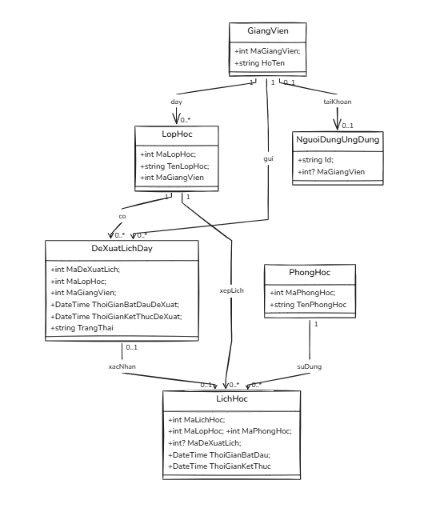 GiangVien
+int MaGiangVien;
+string HoTen
1 1 0..1
day
taiKhoan
0..*
0..1
LopHoc
+int MaLopHoc;
+string TenLopHoc;
+int MaGiangVien
NguoiDungUngDung
+string Id;
+int? MaGiangVien
gui
1 1
co
0..* 0..*
DeXuatLichDay
+int MaDeXuatLich;
+int MaLopHoc;
+int MaGiangVien;
+DateTime ThoiGianBatDauDeXuat;
+DateTime ThoiGianKetThucDeXuat;
+string TrangThai
xepLich
PhongHoc
+int MaPhongHoc;
+string TenPhongHoc
1
0..1
xacNhan
suDung
0..1 0..* 0..*
LichHoc
+int MaLichHoc;
+int MaLopHoc; +int MaPhongHoc;
+int? MaDeXuatLich;
+DateTime ThoiGianBatDau;
+DateTime ThoiGianKetThuc